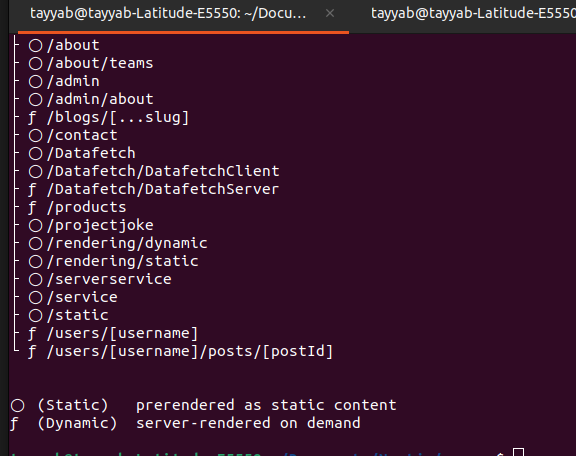 tayyab@tayyab-Latitude-E5550: ~/Docu... × tayyab@tayyab-Latitude-E5550
├ ○ /about
├ ○ /about/teams
├ ○ /admin
├ ○ /admin/about
├ ƒ /blogs/[...slug]
├ ○ /contact
├ ○ /Datafetch
├ ○ /Datafetch/DatafetchClient
├ ƒ /Datafetch/DatafetchServer
├ ƒ /products
├ ○ /projectjoke
├ ○ /rendering/dynamic
├ ○ /rendering/static
├ ○ /serverservice
├ ○ /service
├ ○ /static
├ ƒ /users/[username]
└ ƒ /users/[username]/posts/[postId]
○ (Static) prerendered as static content
ƒ (Dynamic) server-rendered on demand